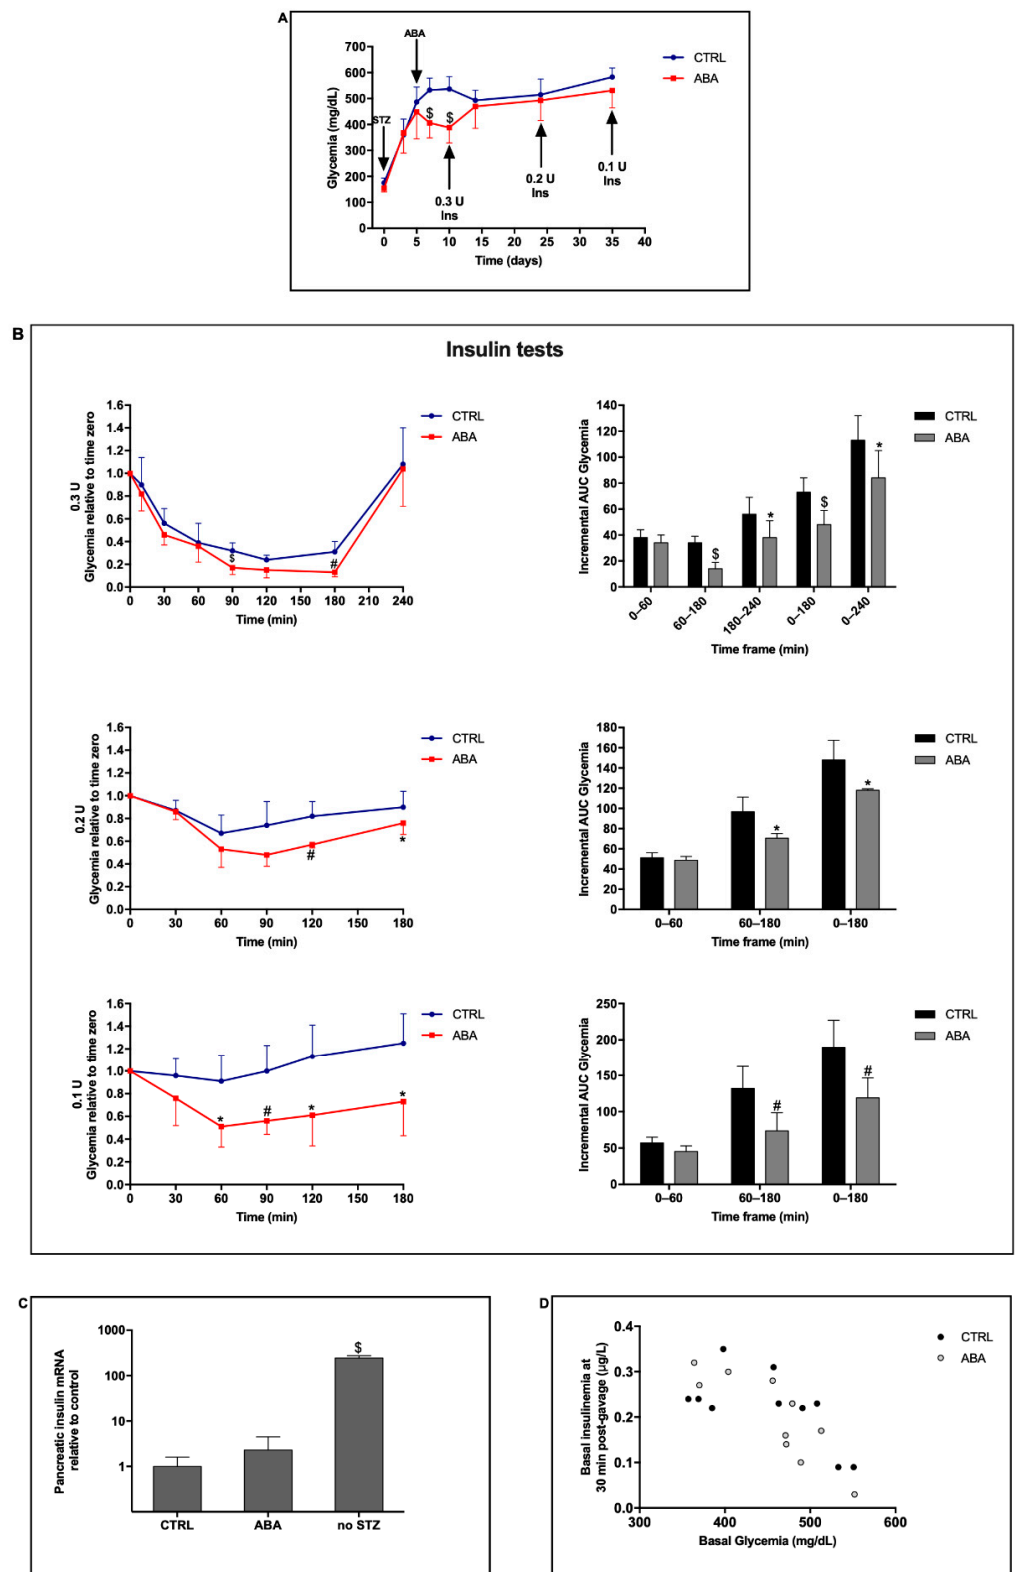 A
ABA
STZ
700
600
500
400
300
200
100
0
Glycemia (mg/dL)
$
$
0.3 U
Ins
0.2 U
Ins
0.1 U
Ins
0
5
10
15
20
25
30
35
40
Time (days)
CTRL
ABA
B
Insulin tests
0.3 U
Glycemia relative to time zero
1.6
1.4
1.2
1.0
0.8
0.6
0.4
0.2
0.0
$
#
0
30
60
90
120
150
180
210
240
Time (min)
CTRL
ABA
Incremental AUC Glycemia
140
120
100
80
60
40
20
0
$
*
$
*
0–60
60–180
180–240
0–180
0–240
Time frame (min)
CTRL
ABA
0.2 U
Glycemia relative to time zero
1.6
1.4
1.2
1.0
0.8
0.6
0.4
0.2
0.0
#
*
0
30
60
90
120
150
180
Time (min)
CTRL
ABA
Incremental AUC Glycemia
180
160
140
120
100
80
60
40
20
0
*
*
0–60
60–180
0–180
Time frame (min)
CTRL
ABA
0.1 U
Glycemia relative to time zero
1.6
1.4
1.2
1.0
0.8
0.6
0.4
0.2
0.0
*
#
*
*
0
30
60
90
120
150
180
Time (min)
CTRL
ABA
Incremental AUC Glycemia
250
200
150
100
50
0
#
#
0–60
60–180
0–180
Time frame (min)
CTRL
ABA
C
Pancreatic insulin mRNA
relative to control
1000
100
10
1
$
CTRL
ABA
no STZ
D
Basal insulinemia at
30 min post-gavage (µg/L)
0.4
0.3
0.2
0.1
0.0
300
400
500
600
Basal Glycemia (mg/dL)
CTRL
ABA